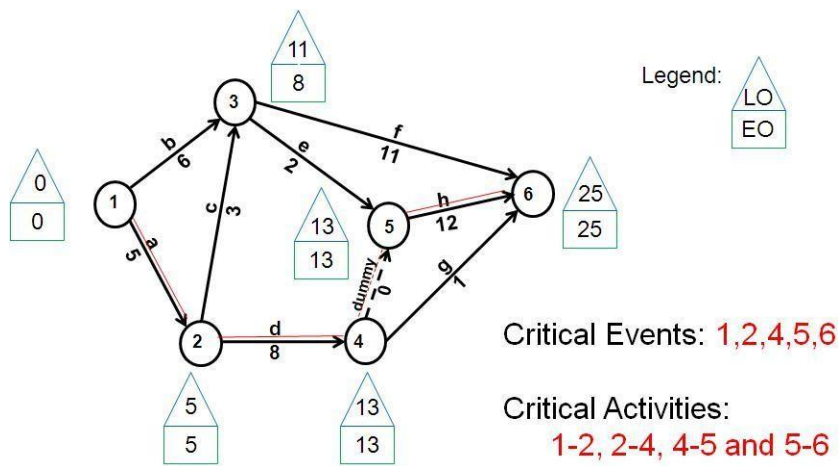 11
8
Legend:
LO
EO
3
f
11
b
6
e
2
0
0
1
c
3
h
12
6
25
25
a
5
13
13
5
dummy
0
g
1
2
d
8
4
Critical Events: 1,2,4,5,6
5
5
13
13
Critical Activities:
1-2, 2-4, 4-5 and 5-6